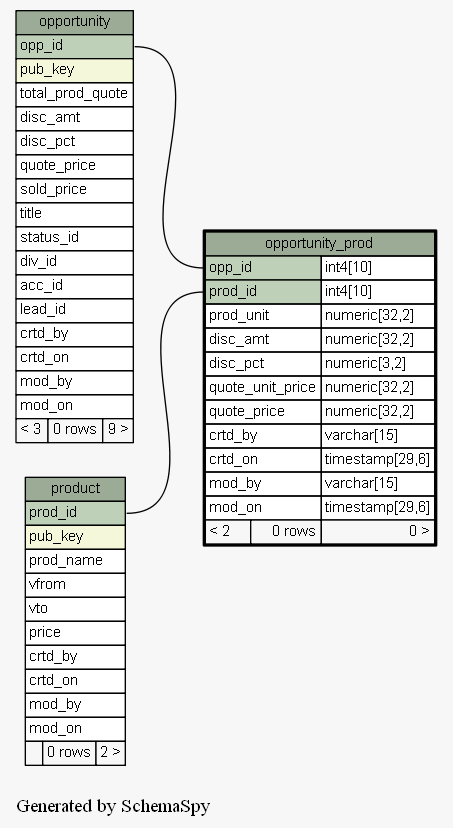 opportunity
opp_id
pub_key
total_prod_quote
disc_amt
disc_pct
quote_price
sold_price
title
status_id
div_id
acc_id
lead_id
crtd_by
crtd_on
mod_by
mod_on
< 3 0 rows 9 >
opportunity_prod
opp_id int4[10]
prod_id int4[10]
prod_unit numeric[32,2]
disc_amt numeric[32,2]
disc_pct numeric[3,2]
quote_unit_price numeric[32,2]
quote_price numeric[32,2]
crtd_by varchar[15]
crtd_on timestamp[29,6]
mod_by varchar[15]
mod_on timestamp[29,6]
< 2 0 rows 0 >
product
prod_id
pub_key
prod_name
vfrom
vto
price
crtd_by
crtd_on
mod_by
mod_on
0 rows 2 >
Generated by SchemaSpy